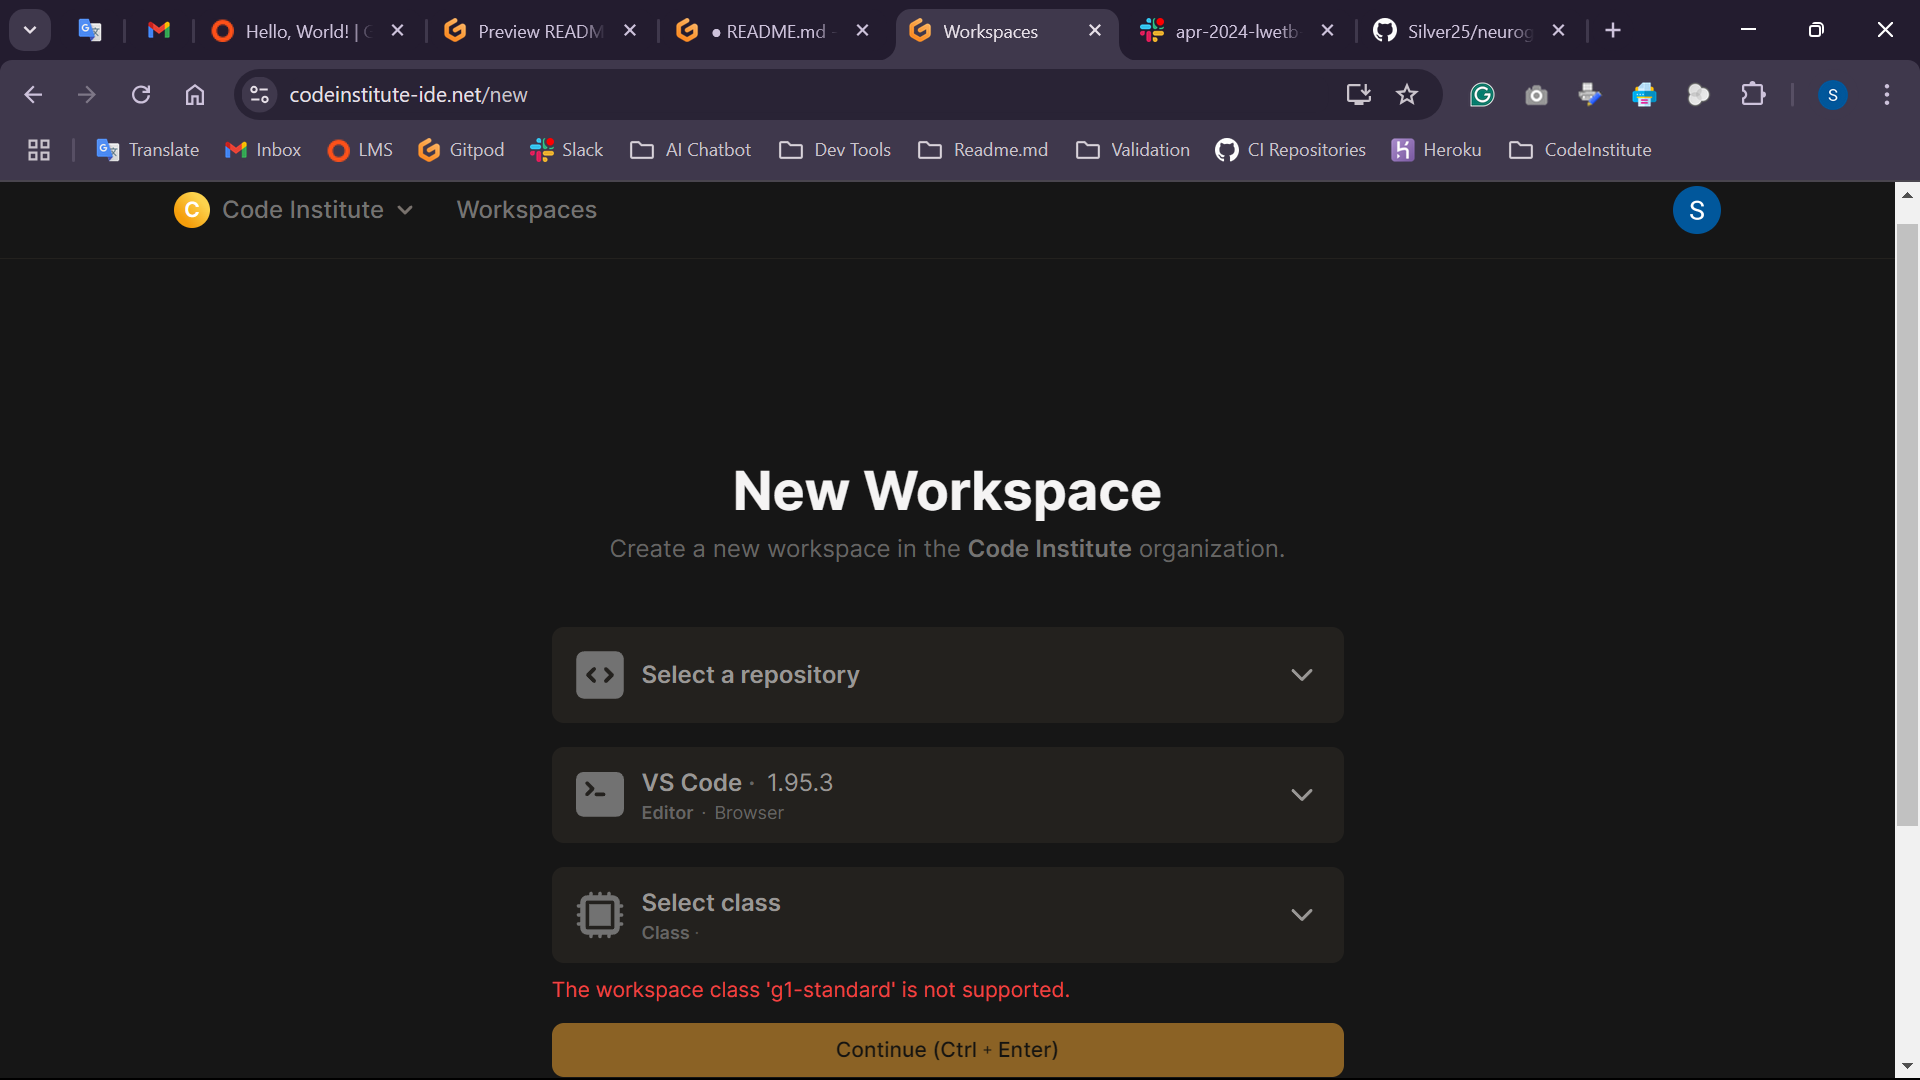 Hello, World! |
Preview READM
● README.md
Workspaces
apr-2024-lwetb
Silver25/neurog
codeinstitute-ide.net/new
S
Translate
Inbox
LMS
Gitpod
Slack
AI Chatbot
Dev Tools
Readme.md
Validation
CI Repositories
Heroku
CodeInstitute
C
Code Institute
Workspaces
S
New Workspace
Create a new workspace in the Code Institute organization.
Select a repository
VS Code · 1.95.3
Editor · Browser
Select class
Class ·
The workspace class 'g1-standard' is not supported.
Continue (Ctrl + Enter)